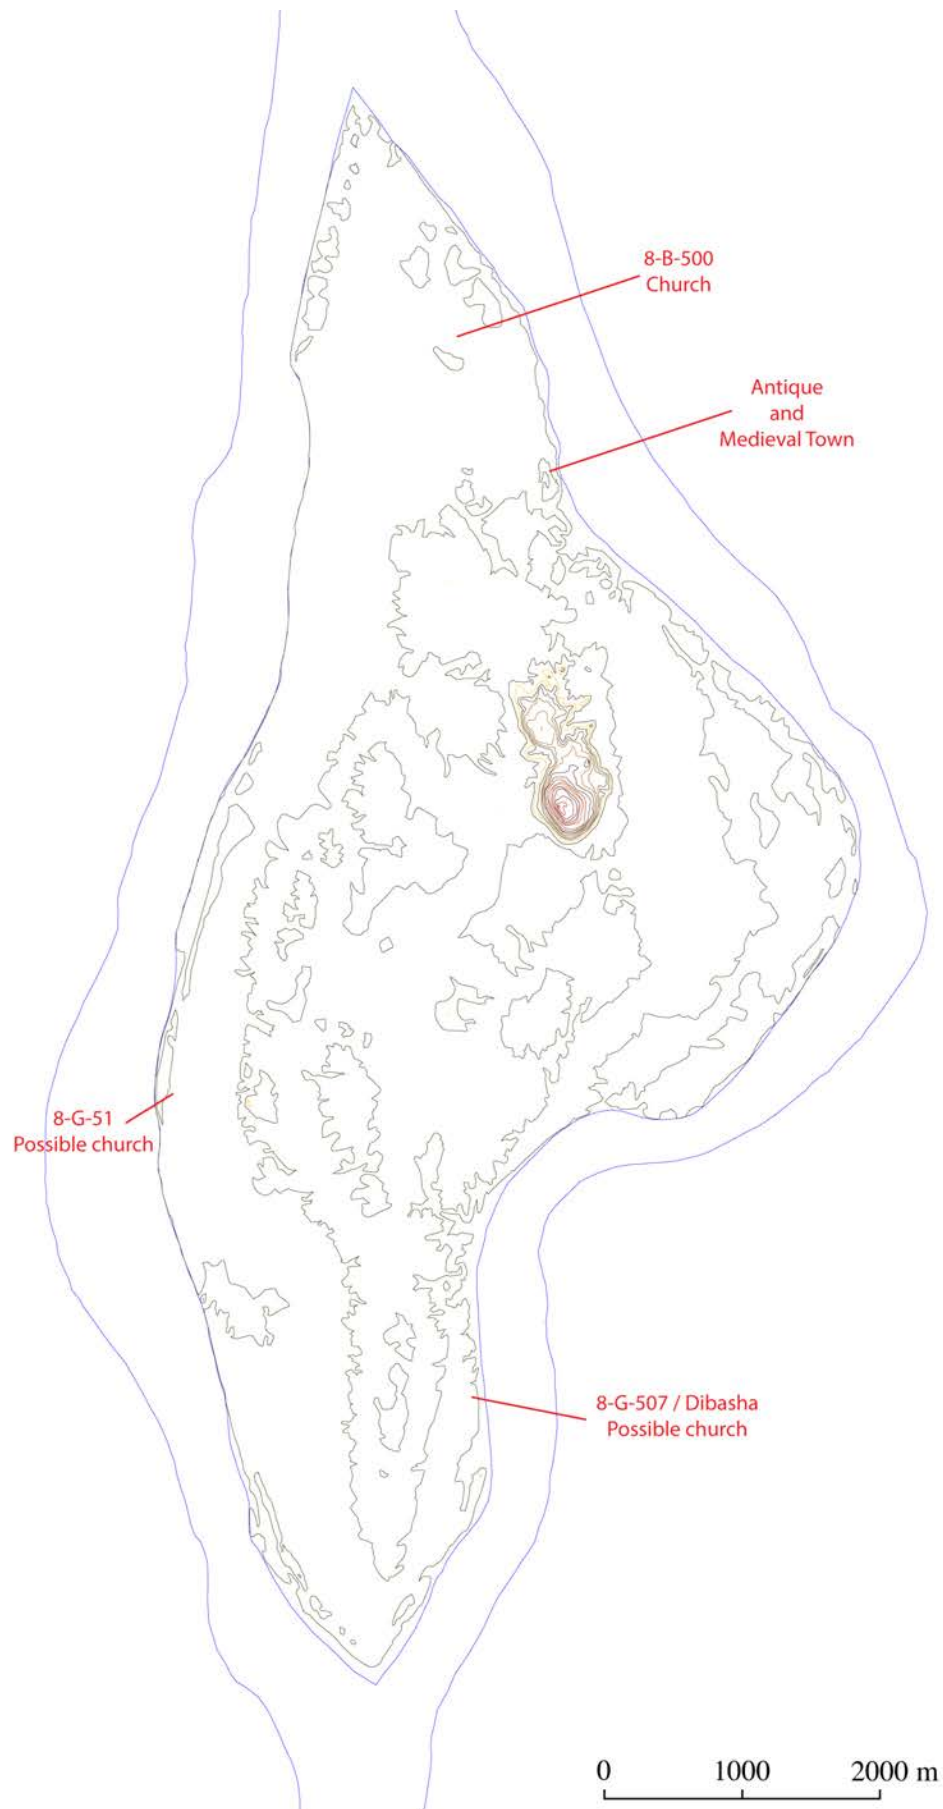 8-B-500
Church
Antique
and
Medieval Town
8-G-51
Possible church
8-G-507 / Dibasha
Possible church
0 1000 2000 m